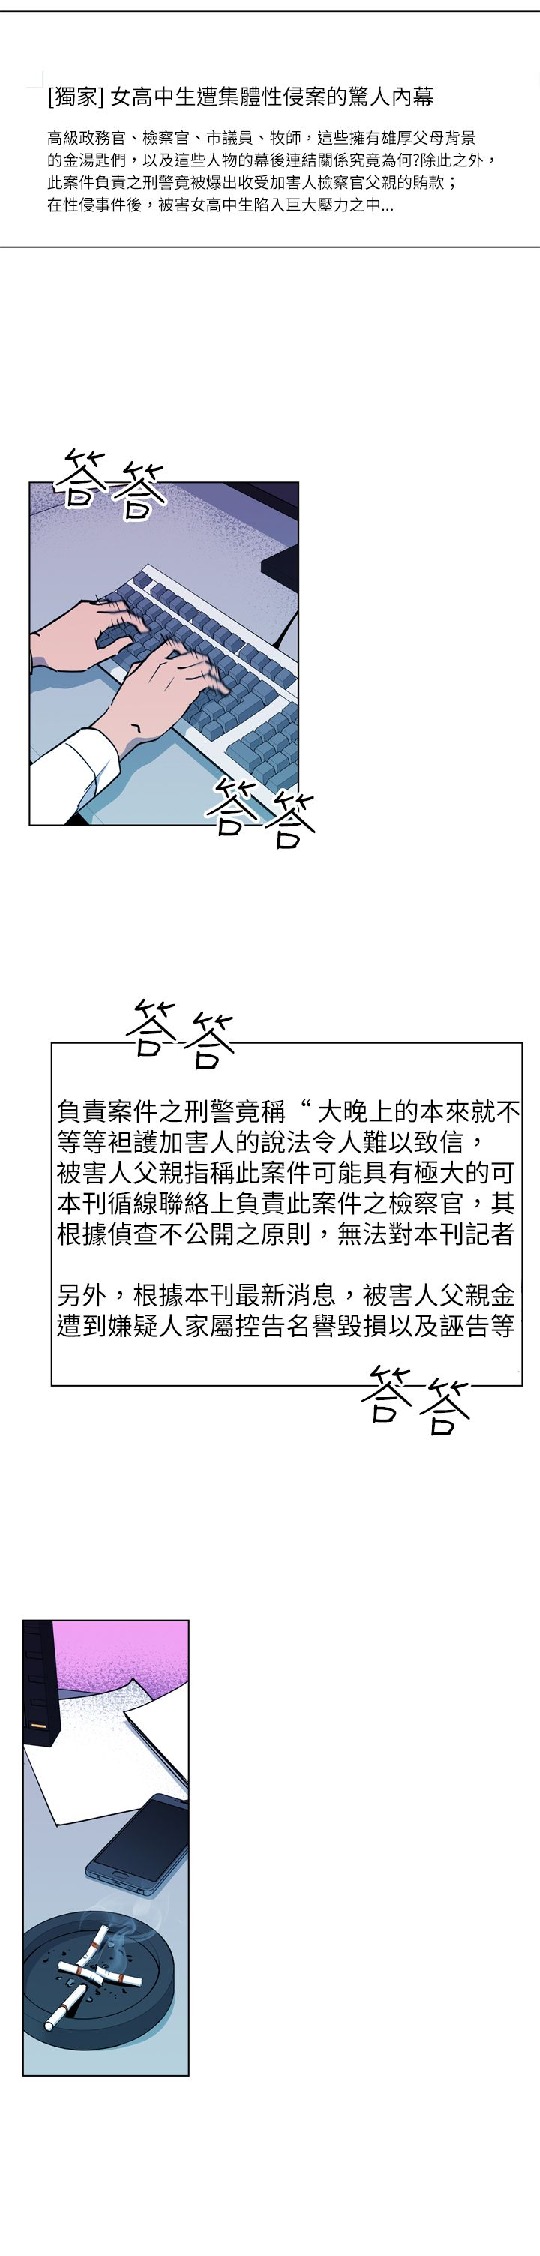 [獨家] 女高中生遭集體性侵案的驚人內幕
高級政務官、檢察官、市議員、牧師，這些擁有雄厚父母背景
的金湯匙們，以及這些人物的幕後連結關係究竟為何?除此之外，
此案件負責之刑警竟被爆出收受加害人檢察官父親的賄款；
在性侵事件後，被害女高中生陷入巨大壓力之中...
答答
答答
答答
負責案件之刑警竟稱“ 大晚上的本來就不
等等袒護加害人的說法令人難以致信，
被害人父親指稱此案件可能具有極大的可
本刊循線聯絡上負責此案件之檢察官，其
根據偵查不公開之原則，無法對本刊記者
另外，根據本刊最新消息，被害人父親金
遭到嫌疑人家屬控告名譽毀損以及誣告等
答答